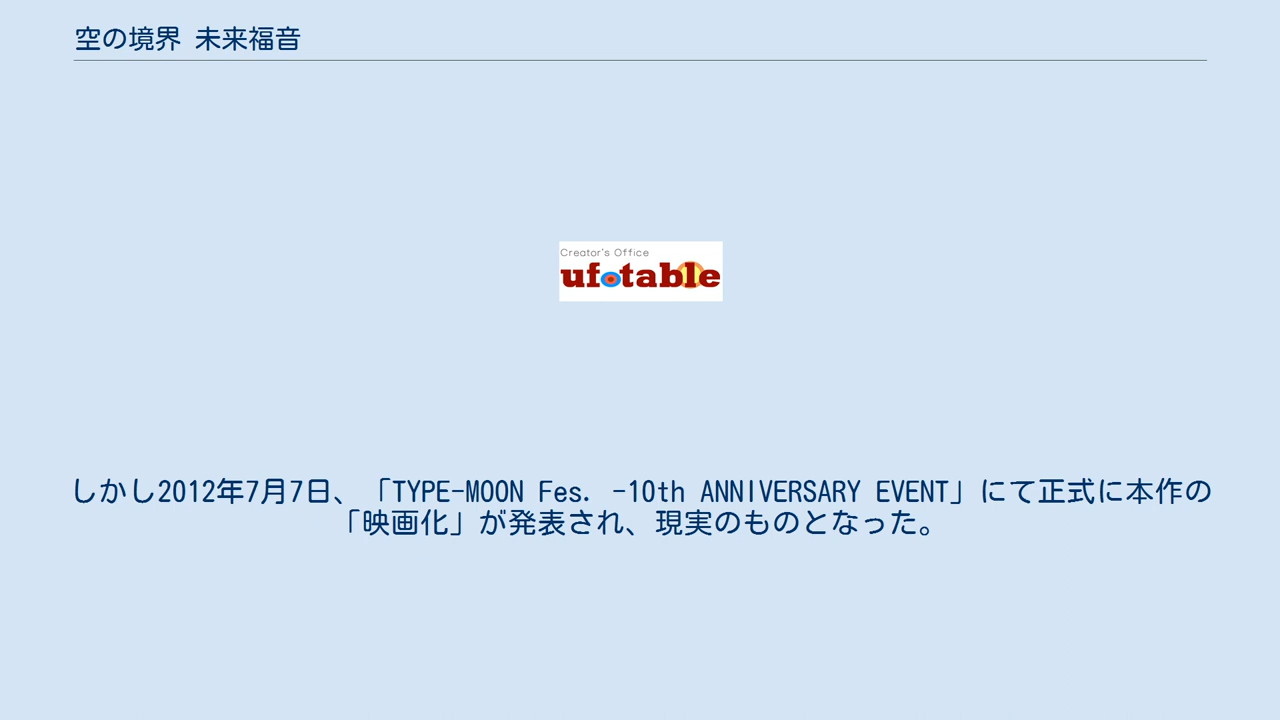 空の境界 未来福音
Creator's Office
ufotable
しかし2012年7月7日、「TYPE-MOON Fes. -10th ANNIVERSARY EVENT」にて正式に本作の
「映画化」が発表され、現実のものとなった。